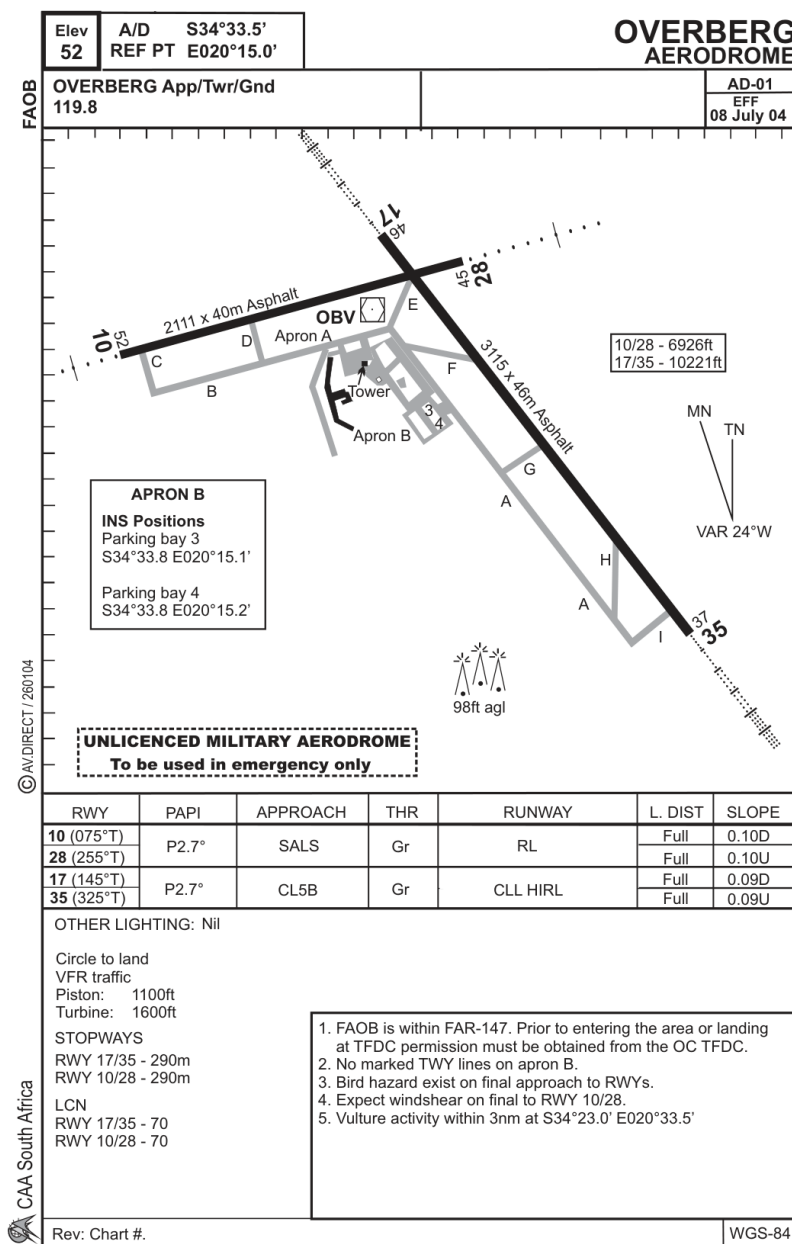 Elev
52
A/D S34°33.5’
REF PT E020°15.0’
OVERBERG
AERODROME
FAOB
OVERBERG App/Twr/Gnd
119.8
AD-01
EFF
08 July 04
17
46
28
45
10
52
2111 x 40m Asphalt
OBV
E
D
Apron A
C
B
Tower
F
3
4
Apron B
3115 x 46m Asphalt
G
A
H
A
I
37
35
10/28 - 6926ft
17/35 - 10221ft
MN
TN
VAR 24°W
APRON B
INS Positions
Parking bay 3
S34°33.8 E020°15.1’
Parking bay 4
S34°33.8 E020°15.2’
98ft agl
UNLICENCED MILITARY AERODROME
To be used in emergency only
© AV.DIRECT / 260104
RWY PAPI APPROACH THR RUNWAY L. DIST SLOPE
10 (075°T) P2.7° SALS Gr RL Full 0.10D
28 (255°T) Full 0.10U
17 (145°T) P2.7° CL5B Gr CLL HIRL Full 0.09D
35 (325°T) Full 0.09U
OTHER LIGHTING: Nil
Circle to land
VFR traffic
Piston: 1100ft
Turbine: 1600ft
STOPWAYS
RWY 17/35 - 290m
RWY 10/28 - 290m
LCN
RWY 17/35 - 70
RWY 10/28 - 70
1. FAOB is within FAR-147. Prior to entering the area or landing
at TFDC permission must be obtained from the OC TFDC.
2. No marked TWY lines on apron B.
3. Bird hazard exist on final approach to RWYs.
4. Expect windshear on final to RWY 10/28.
5. Vulture activity within 3nm at S34°23.0’ E020°33.5’
CAA South Africa
Rev: Chart #.
WGS-84